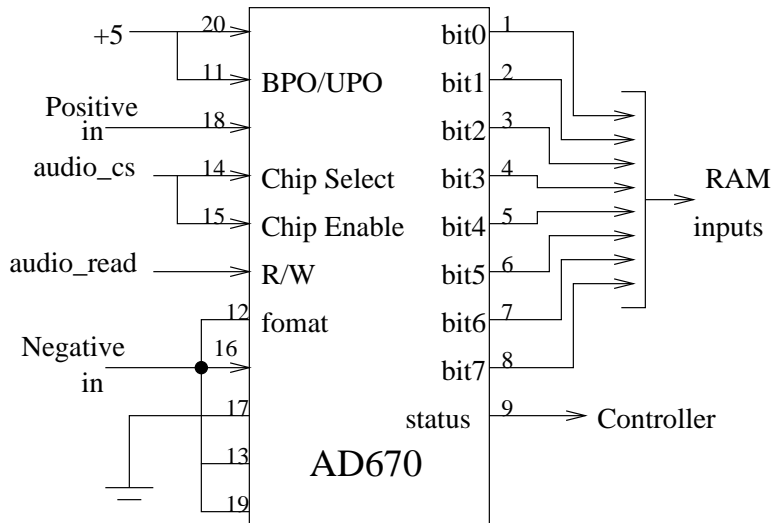 +5
20
bit0
1
11
BPO/UPO
bit1
2
Positive
in
18
bit2
3
audio_cs
14
Chip Select
bit3
4
RAM
inputs
15
Chip Enable
bit4
5
audio_read
R/W
bit5
6
12
fomat
bit6
7
Negative
in
16
bit7
8
17
status
9
Controller
13
AD670
19